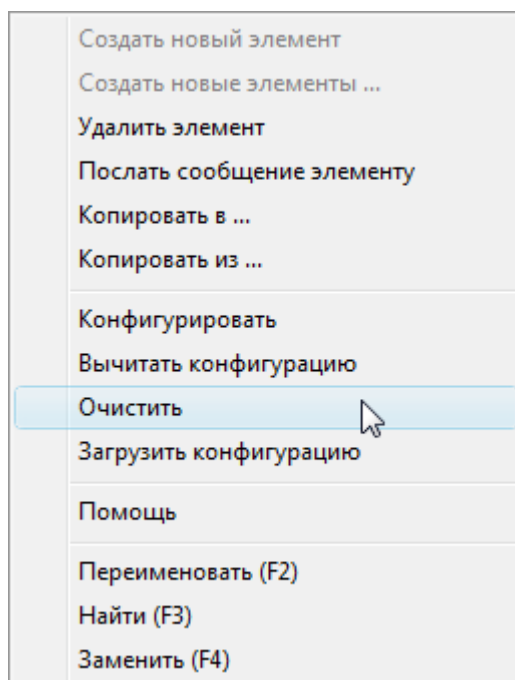 Создать новый элемент
Создать новые элементы ...
Удалить элемент
Послать сообщение элементу
Копировать в ...
Копировать из ...
Конфигурировать
Вычитать конфигурацию
Очистить
Загрузить конфигурацию
Помощь
Переименовать (F2)
Найти (F3)
Заменить (F4)